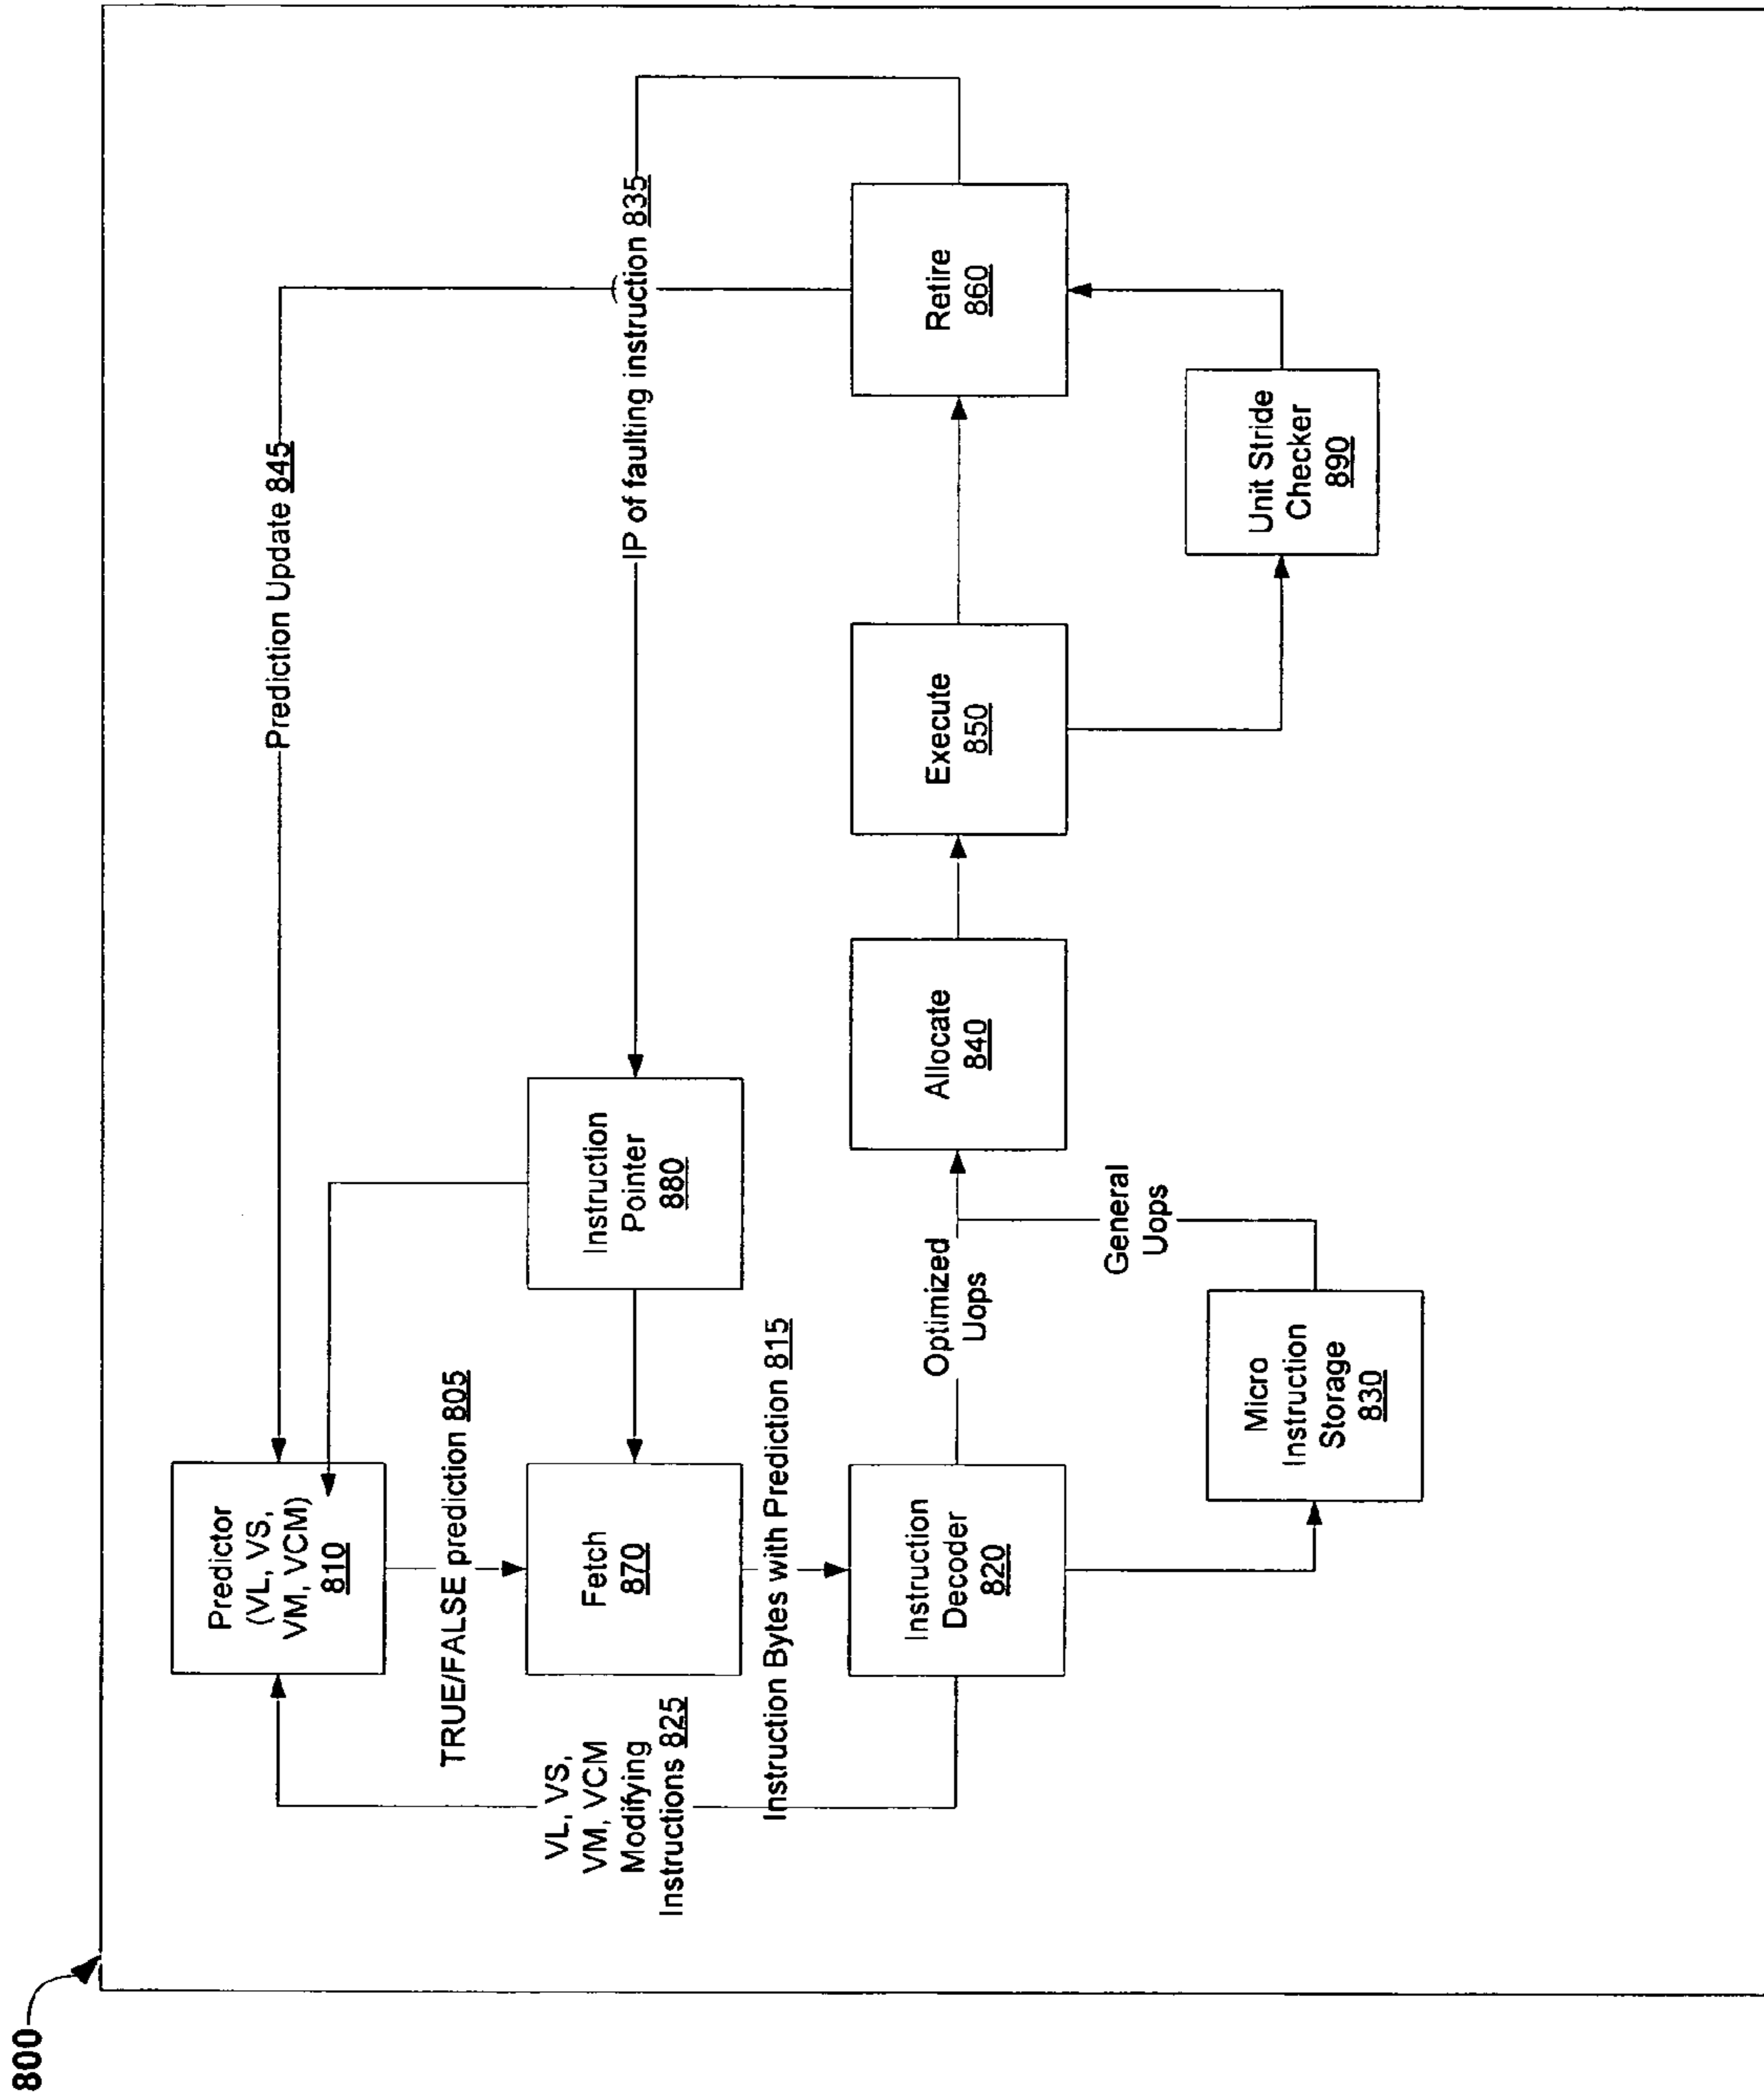 800
Prediction Update 845
IP of faulting instruction 835
Predictor
(VL, VS,
VM, VCM)
810
TRUE/FALSE prediction 805
VL, VS,
VM, VCM
Modifying
Instructions 825
Fetch
870
Instruction
Pointer
880
Instruction Bytes with Prediction 815
Instruction
Decoder
820
Optimized
Uops
General
Uops
Micro
Instruction
Storage
830
Allocate
840
Execute
850
Retire
860
Unit Stride
Checker
890